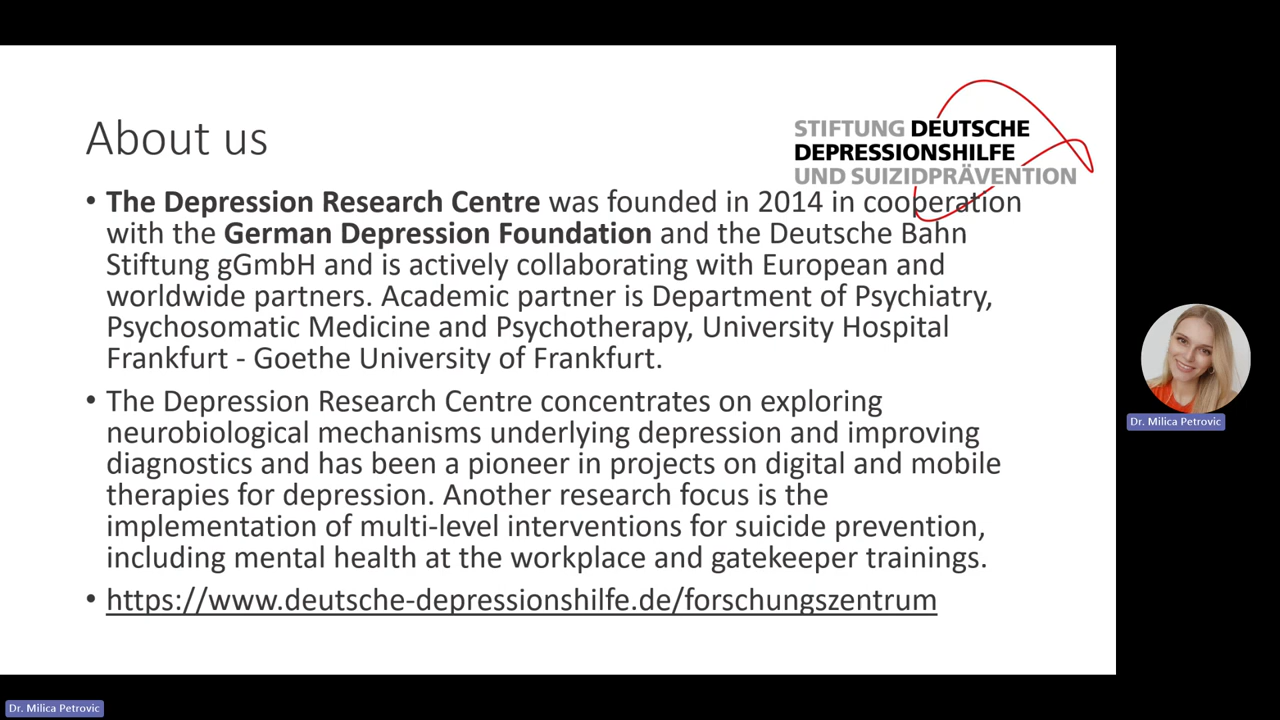 About us
STIFTUNG DEUTSCHE
DEPRESSIONSHILFE
UND SUIZIDPRÄVENTION
• The Depression Research Centre was founded in 2014 in cooperation
with the German Depression Foundation and the Deutsche Bahn
Stiftung gGmbH and is actively collaborating with European and
worldwide partners. Academic partner is Department of Psychiatry,
Psychosomatic Medicine and Psychotherapy, University Hospital
Frankfurt - Goethe University of Frankfurt.
• The Depression Research Centre concentrates on exploring
neurobiological mechanisms underlying depression and improving
diagnostics and has been a pioneer in projects on digital and mobile
therapies for depression. Another research focus is the
implementation of multi-level interventions for suicide prevention,
including mental health at the workplace and gatekeeper trainings.
• https://www.deutsche-depressionshilfe.de/forschungszentrum
Dr. Milica Petrovic
Dr. Milica Petrovic